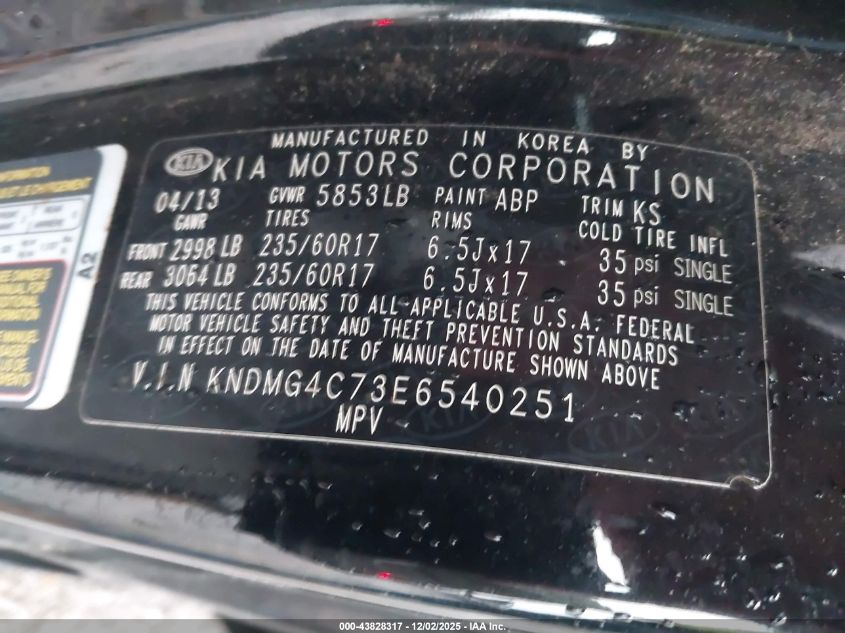 MANUFACTURED IN KOREA BY
KIA KIA MOTORS CORPORATION
04/13 GVWR 5853LB PAINT ABP TRIM KS
GAWR TIRES RIMS COLD TIRE INFL
FRONT 2998 LB 235/60R17 6.5Jx17 35 psi SINGLE
REAR 3064 LB 235/60R17 6.5Jx17 35 psi SINGLE
THIS VEHICLE CONFORMS TO ALL APPLICABLE U.S.A. FEDERAL
MOTOR VEHICLE SAFETY AND THEFT PREVENTION STANDARDS
IN EFFECT ON THE DATE OF MANUFACTURE SHOWN ABOVE
V.I.N KNDMG4C73E6540251
MPV
A2
000-43828317 - 12/02/2025 - IAA Inc.